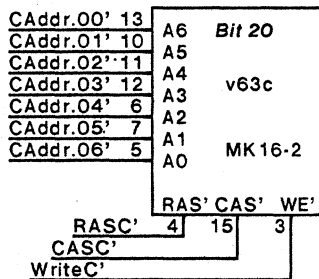 CAddr.00' 13 A6 Bit 20
CAddr.01' 10 A5
CAddr.02' 11 A4 v63c
CAddr.03' 12 A3
CAddr.04' 6 A2
CAddr.05' 7 A1 MK16-2
CAddr.06' 5 A0
RAS' CAS' WE'
RASC' 4 15 3
CASC'
WriteC'